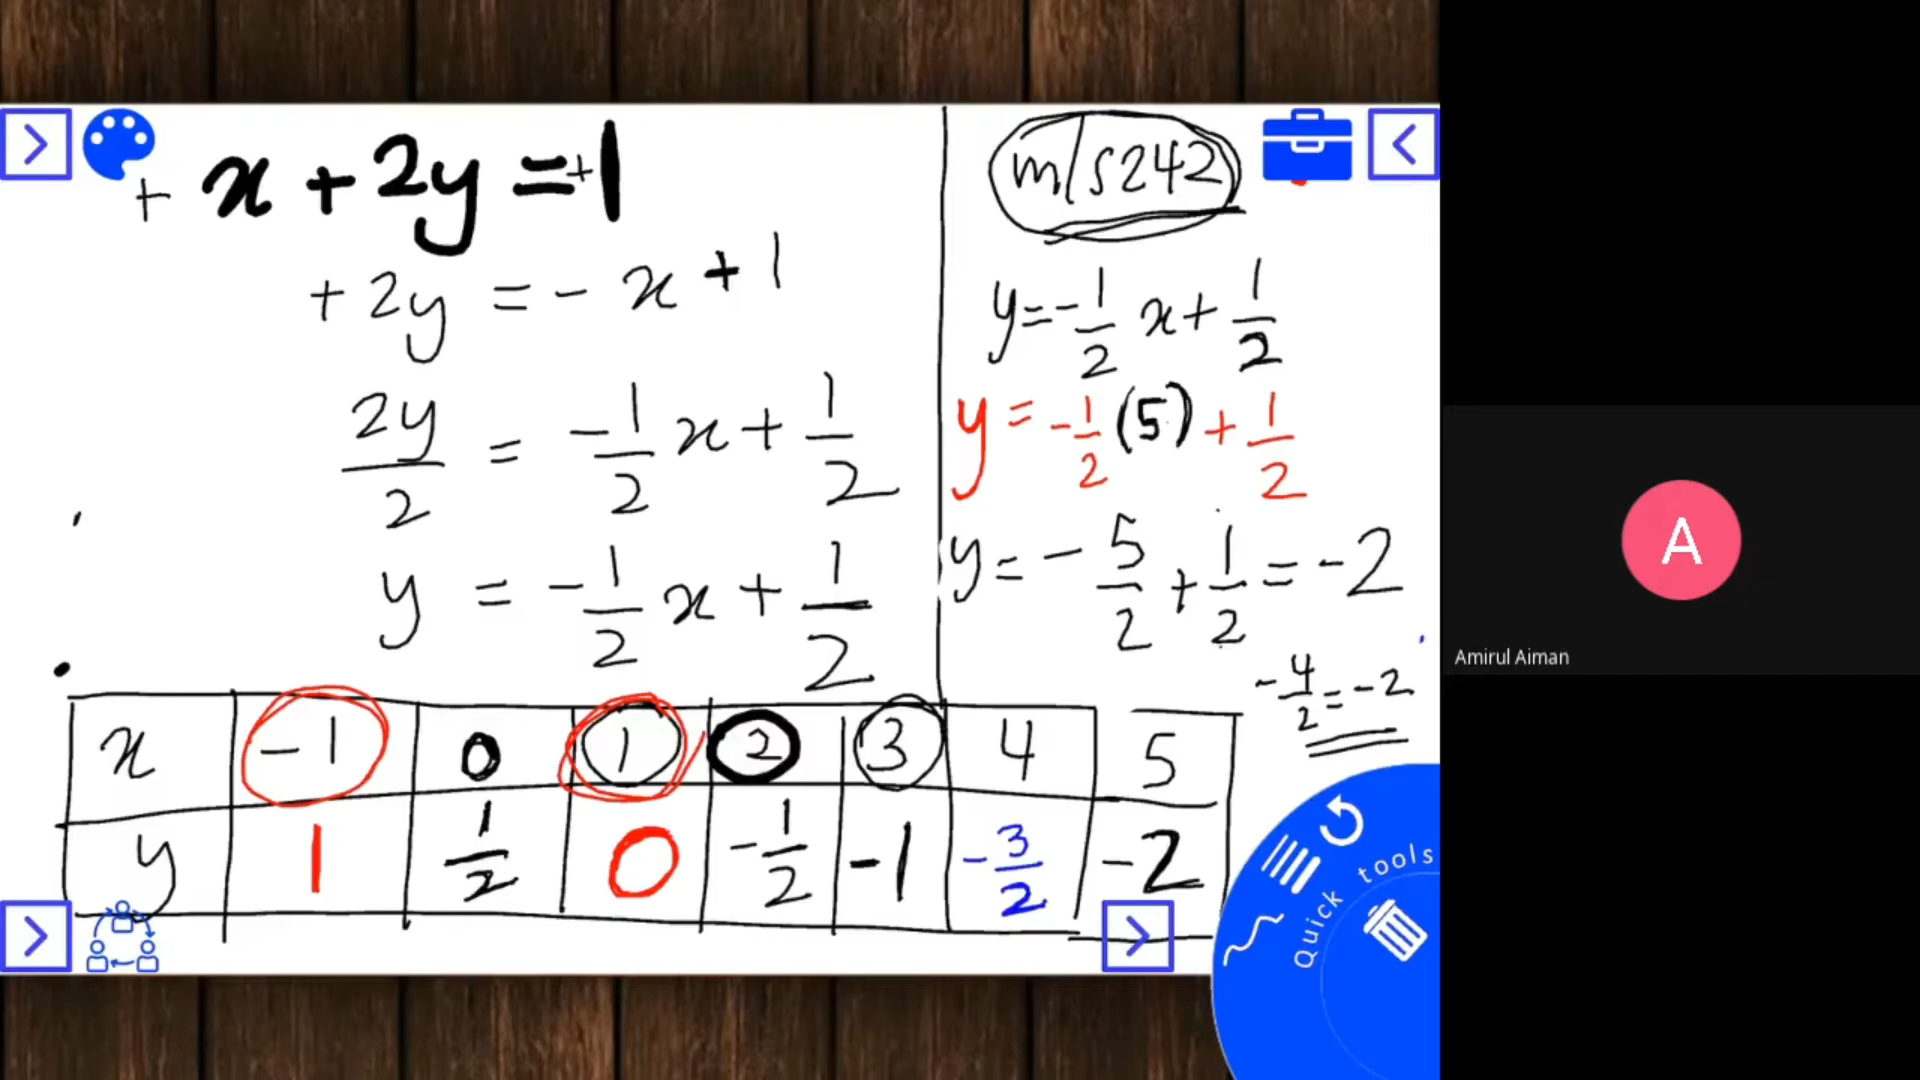 + x + 2y = +1
+ 2y = - x + 1
2y/2 = -1/2 x + 1/2
y = - 1/2 x + 1/2
m/s242
y = - 1/2 x + 1/2
y = - 1/2 (5) + 1/2
y = - 5/2 + 1/2 = -2
- 4/2 = -2
x -1 0 1 2 3 4 5
y 1 1/2 0 - 1/2 -1 - 3/2 -2
Quick tools
A
Amirul Aiman